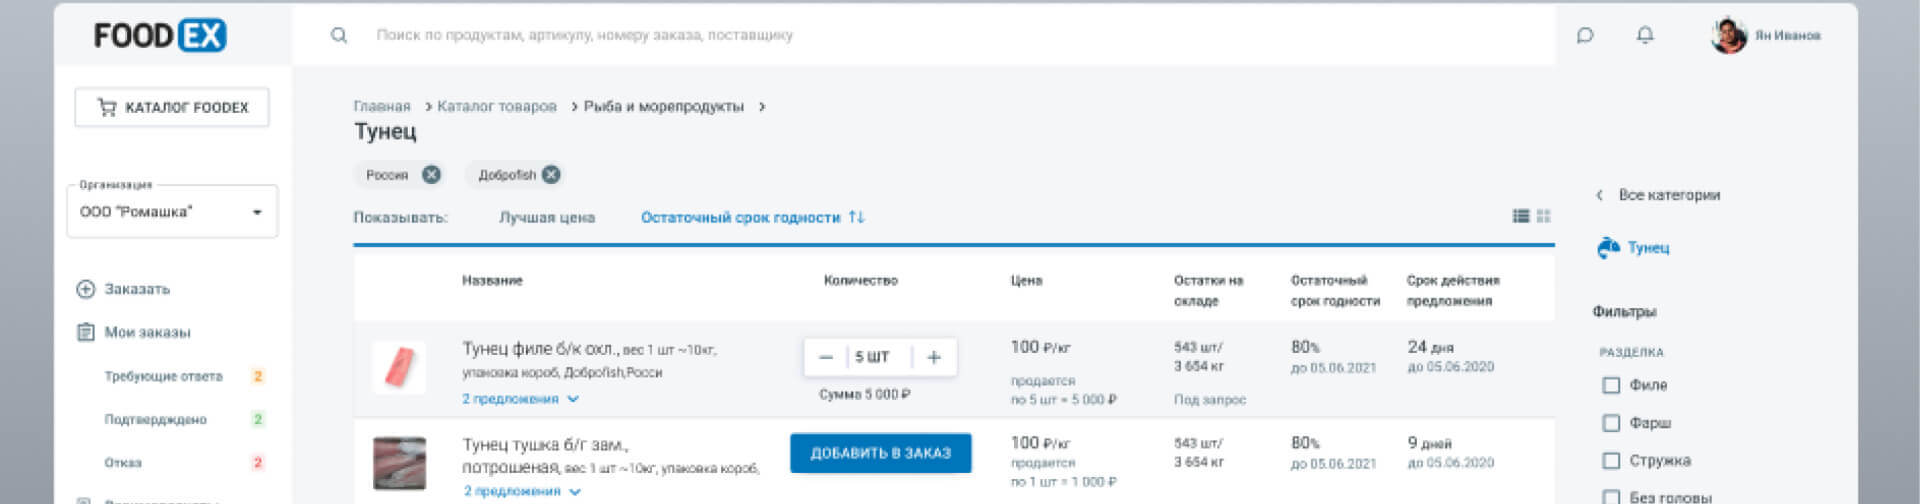 FOODEX
Поиск по продуктам, артикулу, номеру заказа, поставщику
Ян Иванов
КАТАЛОГ FOODEX
Организация
ООО "Ромашка"
Заказать
Мои заказы
Требующие ответа 2
Подтверждено 2
Отказ 2
Главная > Каталог товаров > Рыба и морепродукты >
Тунец
Россия
Доброfish
Показывать: Лучшая цена Остаточный срок годности ↑↓
Название Количество Цена Остатки на складе Остаточный срок годности Срок действия предложения
Тунец филе б/к охл., вес 1 шт ~10кг,
упаковка короб, Доброfish,Росси
2 предложения
— 5 ШТ +
Сумма 5 000 ₽
100 ₽/кг
продается
по 5 шт = 5 000 ₽
543 шт/
3 654 кг
Под запрос
80%
до 05.06.2021
24 дня
до 05.06.2020
Тунец тушка б/г зам.,
потрошеная, вес 1 шт ~10кг, упаковка короб,
2 предложения
ДОБАВИТЬ В ЗАКАЗ
100 ₽/кг
продается
по 1 шт = 1 000 ₽
543 шт/
3 654 кг
80%
до 05.06.2021
9 дней
до 05.06.2020
< Все категории
Тунец
Фильтры
РАЗДЕЛКА
Филе
Фарш
Стружка
Без головы